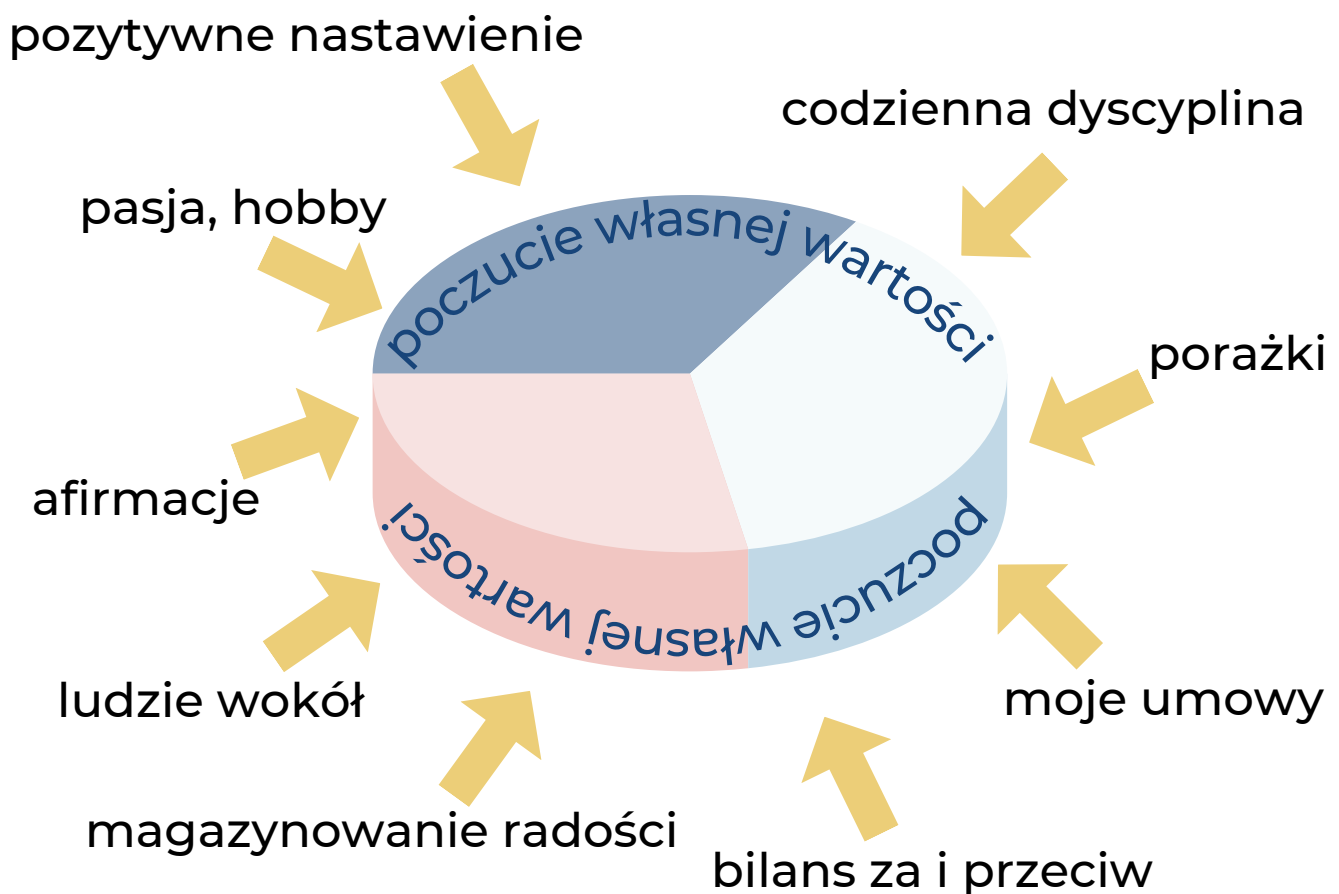 pozytywne nastawienie
codzienna dyscyplina
pasja, hobby
poczucie własnej wartości
porażki
afirmacje
poczucie własnej wartości
ludzie wokół
moje umowy
magazynowanie radości
bilans za i przeciw